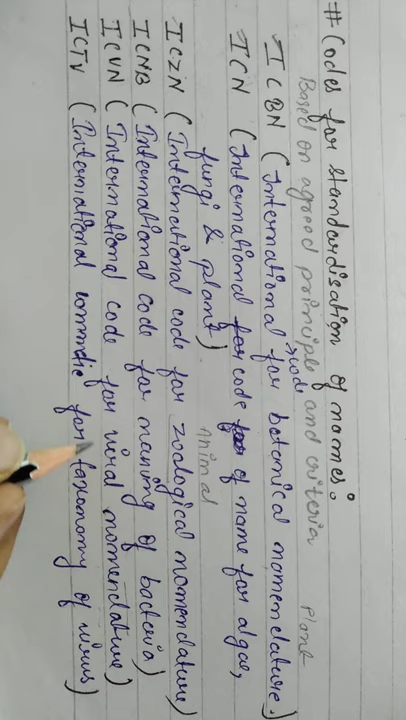 # Codes for standardisation of names :
Based on agreed principle and criteria
Plant
ICBN (International for botanical nomenclature.)
→code
ICN (International code of name for algae,
fungi & plant)
Animal
ICZN (International code for zoological nomenclature)
ICNB (International code for naming of bacteria)
ICVN (International code for viral nomenclature)
ICTV (International for taxonomy of virus)